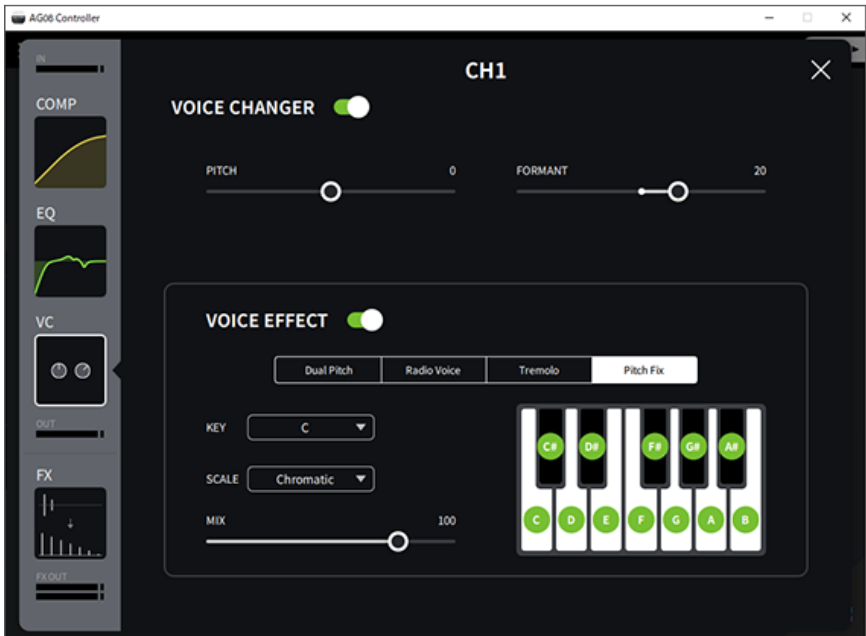 AG08 Controller
IN
CH1
COMP
VOICE CHANGER
PITCH 0 FORMANT 20
EQ
VC
VOICE EFFECT
Dual Pitch Radio Voice Tremolo Pitch Fix
KEY C
OUT
SCALE Chromatic
FX
MIX 100
C# D# F# G# A#
C D E F G A B
FX OUT